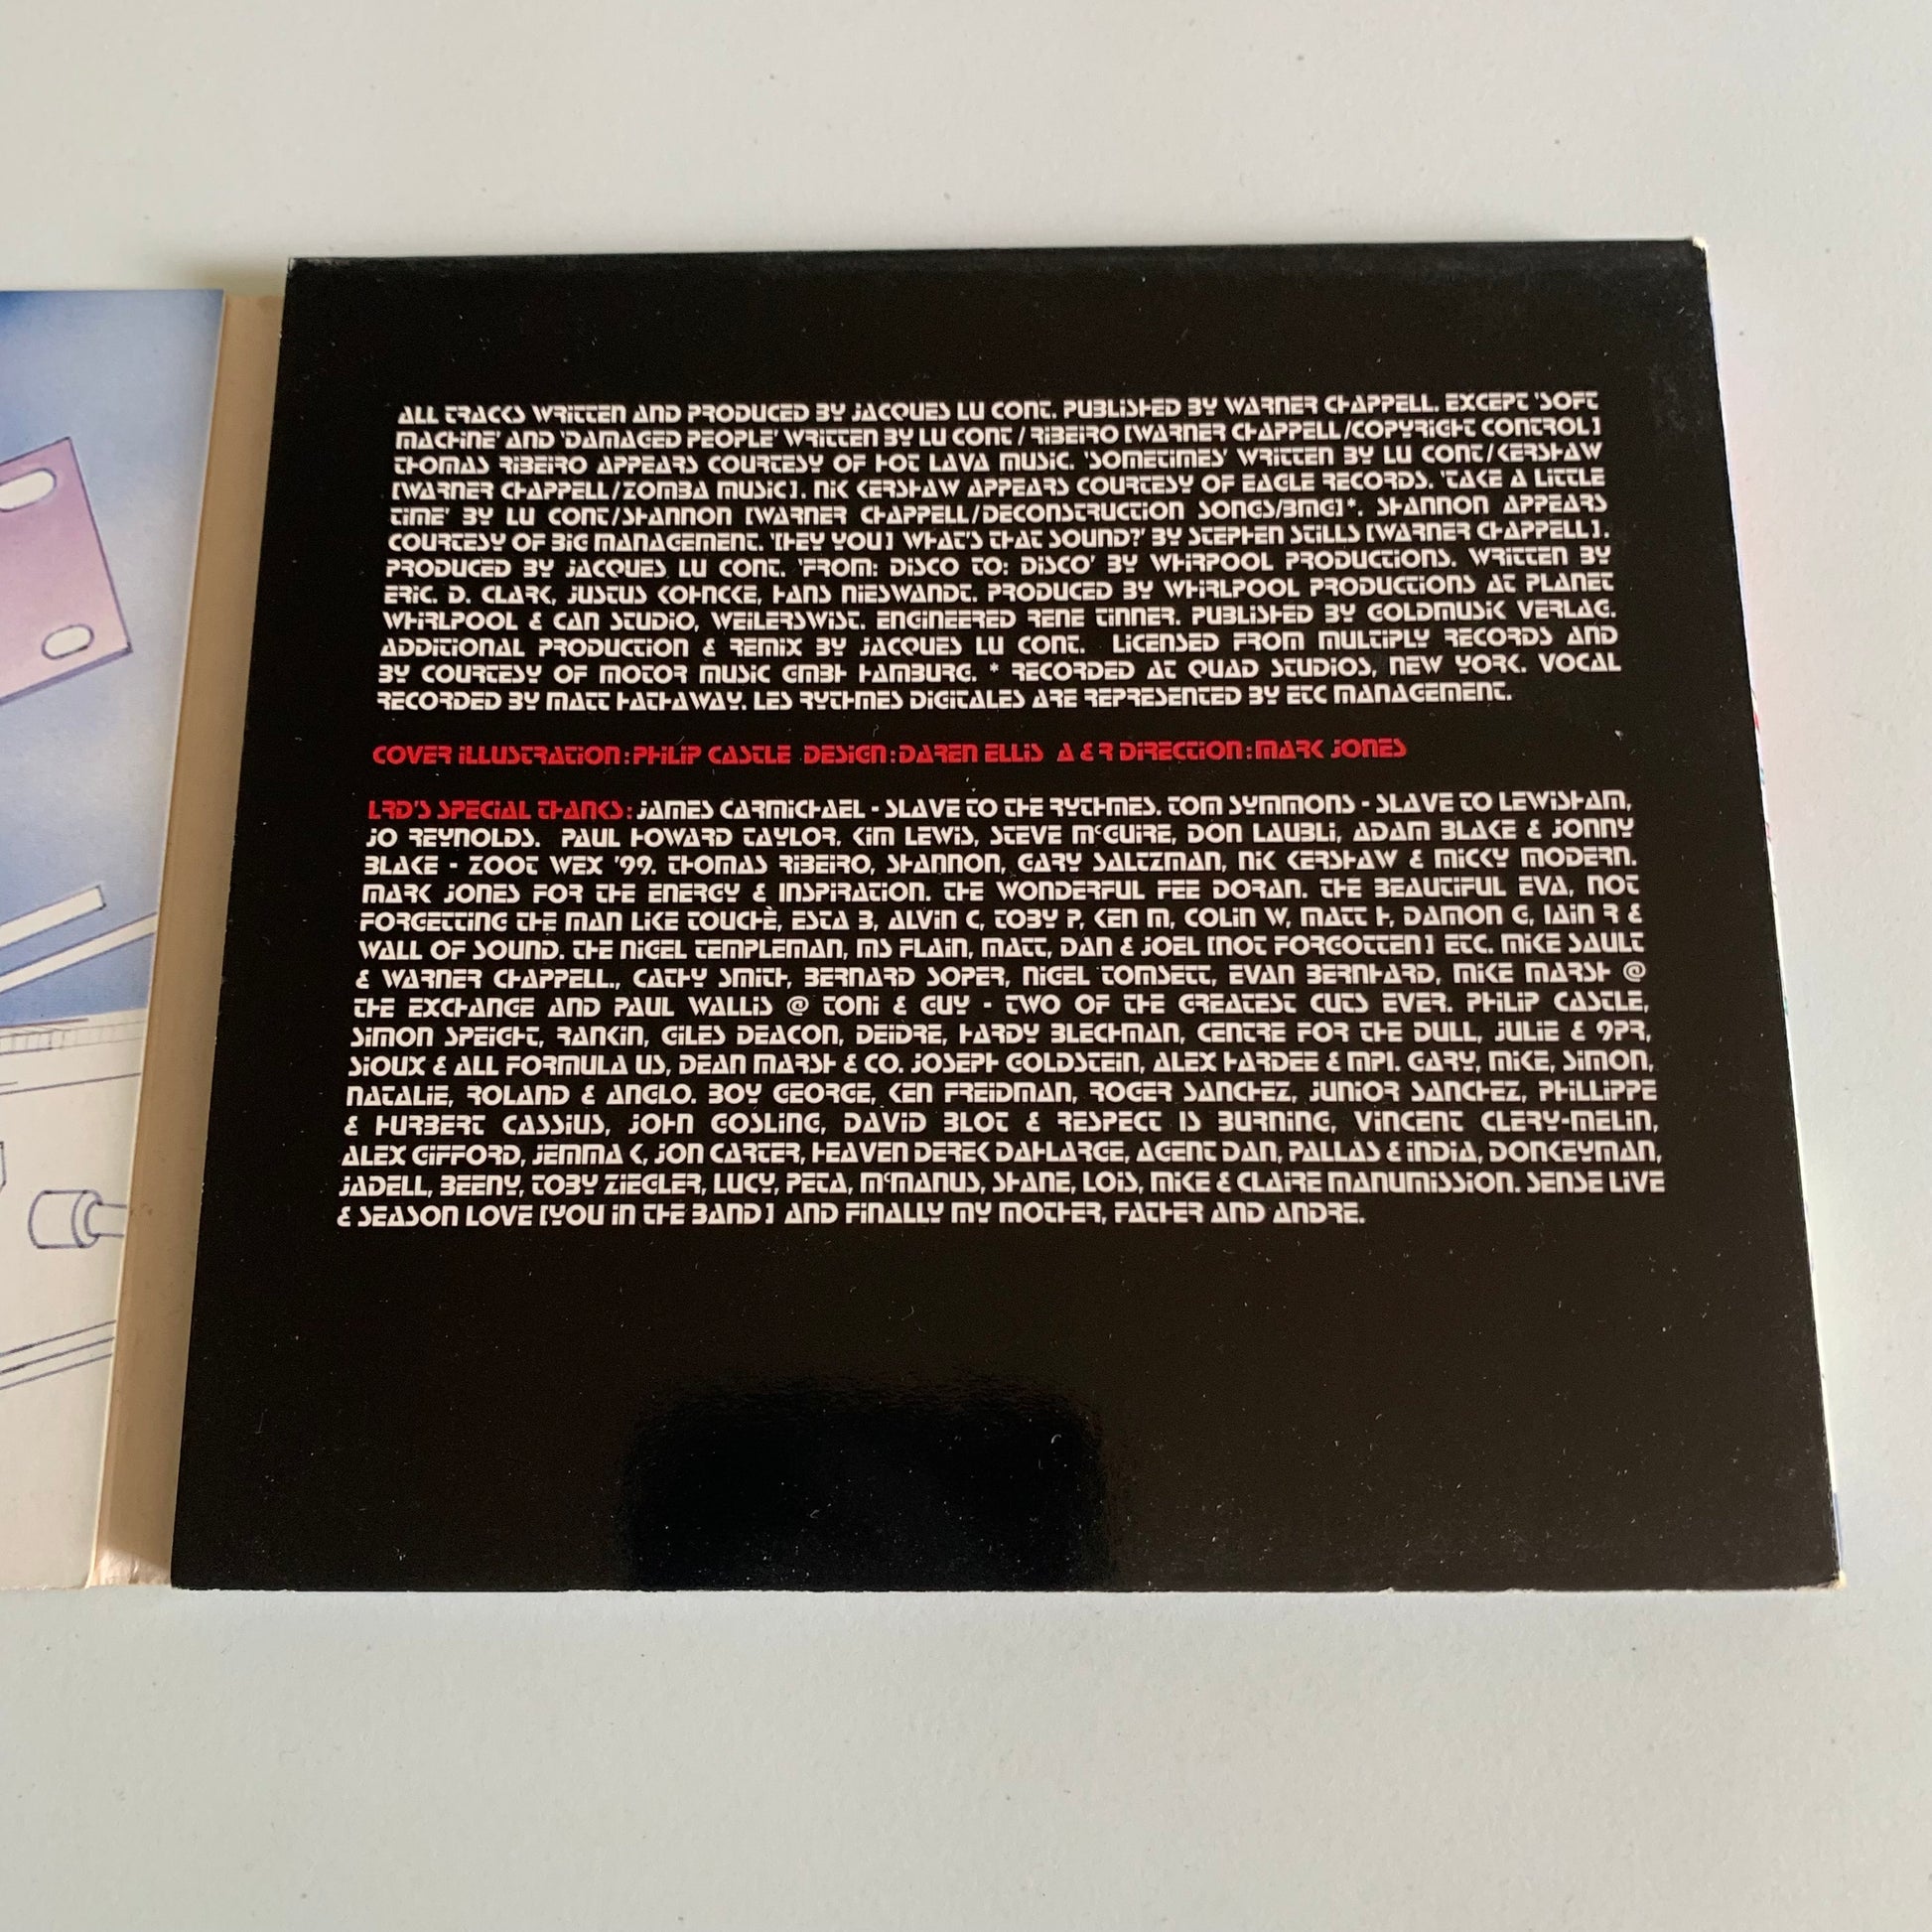 ALL TRACKS WRITTEN AND PRODUCED BY JACQUES LU CONT. PUBLISHED BY WARNER CHAPPELL. EXCEPT 'SOFT
MACHINE' AND 'DAMAGED PEOPLE' WRITTEN BY LU CONT / RIBEIRO [WARNER CHAPPELL/COPYRIGHT CONTROL]
THOMAS RIBEIRO APPEARS COURTESY OF HOT LAVA MUSIC. 'SOMETIMES' WRITTEN BY LU CONT/KERSHAW
[WARNER CHAPPELL/ZOMBA MUSIC]. NIK KERSHAW APPEARS COURTESY OF EAGLE RECORDS. 'TAKE A LITTLE
TIME' BY LU CONT/SHANNON [WARNER CHAPPELL/DECONSTRUCTION SONGS/BMG]*. SHANNON APPEARS
COURTESY OF BIG MANAGEMENT. '[HEY YOU] WHAT'S THAT SOUND?' BY STEPHEN STILLS [WARNER CHAPPELL].
PRODUCED BY JACQUES LU CONT. 'FROM: DISCO TO: DISCO' BY WHIRPOOL PRODUCTIONS. WRITTEN BY
ERIC. D. CLARK, JUSTUS KOHNCKE, HANS NIESWANDT. PRODUCED BY WHIRLPOOL PRODUCTIONS AT PLANET
WHIRLPOOL & CAN STUDIO, WEILERSWIST. ENGINEERED RENE TINNER. PUBLISHED BY GOLDMUSIK VERLAG.
ADDITIONAL PRODUCTION & REMIX BY JACQUES LU CONT. LICENSED FROM MULTIPLY RECORDS AND
BY COURTESY OF MOTOR MUSIC GMBH HAMBURG. * RECORDED AT QUAD STUDIOS, NEW YORK. VOCAL
RECORDED BY MATT HATHAWAY. LES RYTHMES DIGITALES ARE REPRESENTED BY ETC MANAGEMENT.
COVER ILLUSTRATION:PHILIP CASTLE DESIGN:DAREN ELLIS A & R DIRECTION:MARK JONES
LRD'S SPECIAL THANKS: JAMES CARMICHAEL - SLAVE TO THE RYTHMES. TOM SYMMONS - SLAVE TO LEWISHAM,
JO REYNOLDS. PAUL HOWARD TAYLOR, KIM LEWIS, STEVE McGUIRE, DON LAUBLI, ADAM BLAKE & JONNY
BLAKE - ZOOT WEX '99. THOMAS RIBEIRO, SHANNON, GARY SALTZMAN, NIK KERSHAW & MICKY MODERN.
MARK JONES FOR THE ENERGY & INSPIRATION. THE WONDERFUL FEE DORAN. THE BEAUTIFUL EVA, NOT
FORGETTING THE MAN LIKE TOUCHÈ, ESTA B, ALVIN C, TOBY P, KEN M, COLIN W, MATT H, DAMON G, IAIN R &
WALL OF SOUND. THE NIGEL TEMPLEMAN, MS FLAIN, MATT, DAN & JOEL [NOT FORGOTTEN] ETC. MIKE SAULT
& WARNER CHAPPELL., CATHY SMITH, BERNARD SOPER, NIGEL TOMSETT, EVAN BERNHARD, MIKE MARSH @
THE EXCHANGE AND PAUL WALLIS @ TONI & GUY - TWO OF THE GREATEST CUTS EVER. PHILIP CASTLE,
SIMON SPEIGHT, RANKIN, GILES DEACON, DEIDRE, HARDY BLECHMAN, CENTRE FOR THE DULL, JULIE & 9PR,
SIOUX & ALL FORMULA US, DEAN MARSH & CO. JOSEPH GOLDSTEIN, ALEX HARDEE & MPI. GARY, MIKE, SIMON,
NATALIE, ROLAND & ANGLO. BOY GEORGE, KEN FREIDMAN, ROGER SANCHEZ, JUNIOR SANCHEZ, PHILLIPPE
& HURBERT CASSIUS, JOHN GOSLING, DAVID BLOT & RESPECT IS BURNING, VINCENT CLERY-MELIN,
ALEX GIFFORD, JEMMA K, JON CARTER, HEAVEN DEREK DAHLARGE, AGENT DAN, PALLAS & INDIA, DONKEYMAN,
JADELL, BEENY, TOBY ZIEGLER, LUCY, PETA, McMANUS, SHANE, LOIS, MIKE & CLAIRE MANUMISSION. SENSE LIVE
& SEASON LOVE [YOU IN THE BAND] AND FINALLY MY MOTHER, FATHER AND ANDRE.